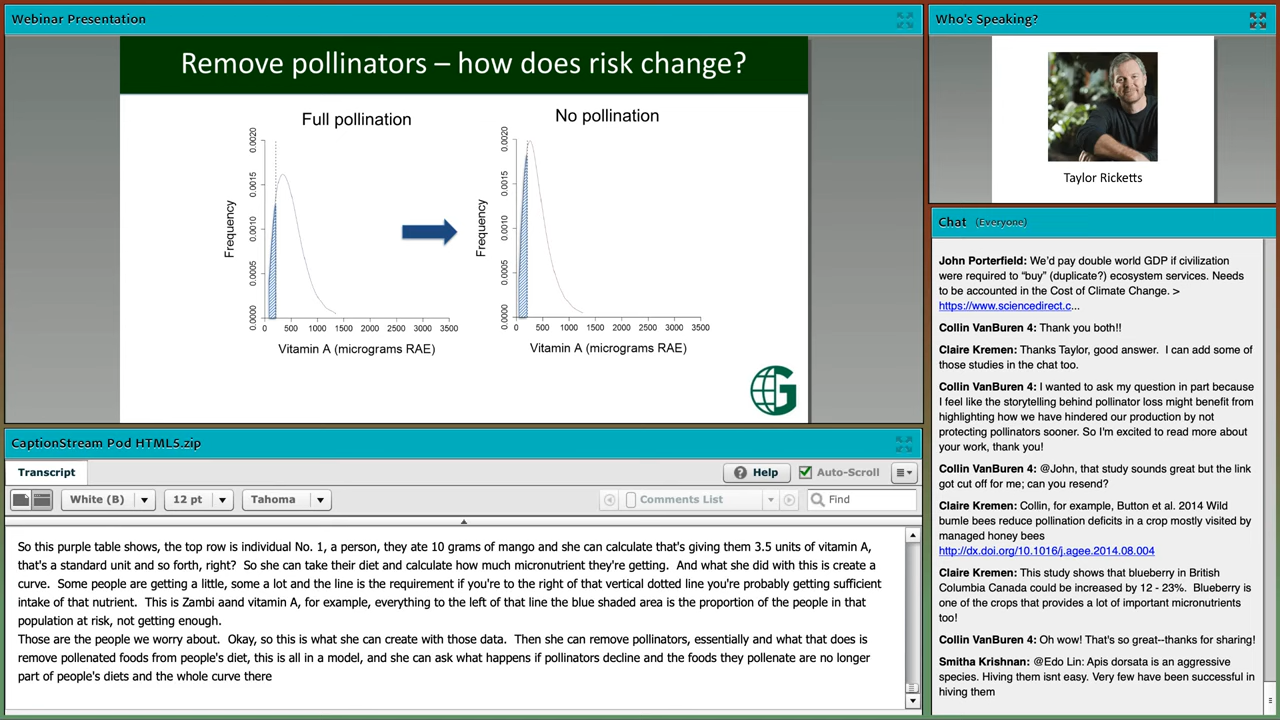 Webinar Presentation
Remove pollinators – how does risk change?
Full pollination
0.0020
0.0015
0.0010
0.0005
0.0000
Frequency
0 500 1000 1500 2000 2500 3000 3500
Vitamin A (micrograms RAE)
No pollination
0.0020
0.0015
0.0010
0.0005
0.0000
Frequency
0 500 1000 1500 2000 2500 3000 3500
Vitamin A (micrograms RAE)
G
CaptionStream Pod HTML5.zip
Transcript
Help
Auto-Scroll
White (B)
12 pt
Tahoma
Comments List
Find
So this purple table shows, the top row is individual No. 1, a person, they ate 10 grams of mango and she can calculate that's giving them 3.5 units of vitamin A,
that's a standard unit and so forth, right? So she can take their diet and calculate how much micronutrient they're getting. And what she did with this is create a
curve. Some people are getting a little, some a lot and the line is the requirement if you're to the right of that vertical dotted line you're probably getting sufficient
intake of that nutrient. This is Zambi aand vitamin A, for example, everything to the left of that line the blue shaded area is the proportion of the people in that
population at risk, not getting enough.
Those are the people we worry about. Okay, so this is what she can create with those data. Then she can remove pollinators, essentially and what that does is
remove pollenated foods from people's diet, this is all in a model, and she can ask what happens if pollinators decline and the foods they pollenate are no longer
part of people's diets and the whole curve there
Who's Speaking?
Taylor Ricketts
Chat (Everyone)
John Porterfield: We'd pay double world GDP if civilization
were required to "buy" (duplicate?) ecosystem services. Needs
to be accounted in the Cost of Climate Change. >
https://www.sciencedirect.c...
Collin VanBuren 4: Thank you both!!
Claire Kremen: Thanks Taylor, good answer. I can add some of
those studies in the chat too.
Collin VanBuren 4: I wanted to ask my question in part because
I feel like the storytelling behind pollinator loss might benefit from
highlighting how we have hindered our production by not
protecting pollinators sooner. So I'm excited to read more about
your work, thank you!
Collin VanBuren 4: @John, that study sounds great but the link
got cut off for me; can you resend?
Claire Kremen: Collin, for example, Button et al. 2014 Wild
bumle bees reduce pollination deficits in a crop mostly visited by
managed honey bees
http://dx.doi.org/10.1016/j.agee.2014.08.004
Claire Kremen: This study shows that blueberry in British
Columbia Canada could be increased by 12 - 23%. Blueberry is
one of the crops that provides a lot of important micronutrients
too!
Collin VanBuren 4: Oh wow! That's so great--thanks for sharing!
Smitha Krishnan: @Edo Lin: Apis dorsata is an aggressive
species. Hiving them isnt easy. Very few have been successful in
hiving them